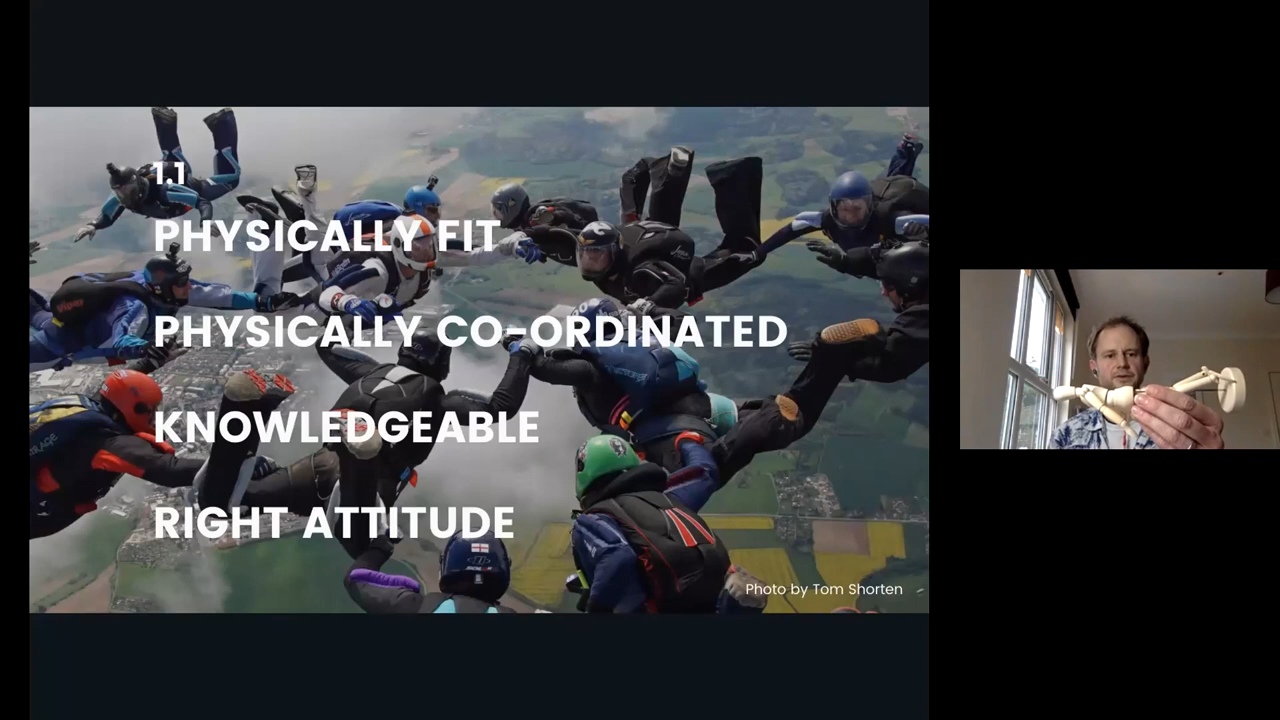 1.1
PHYSICALLY FIT
PHYSICALLY CO-ORDINATED
KNOWLEDGEABLE
RIGHT ATTITUDE
Photo by Tom Shorten